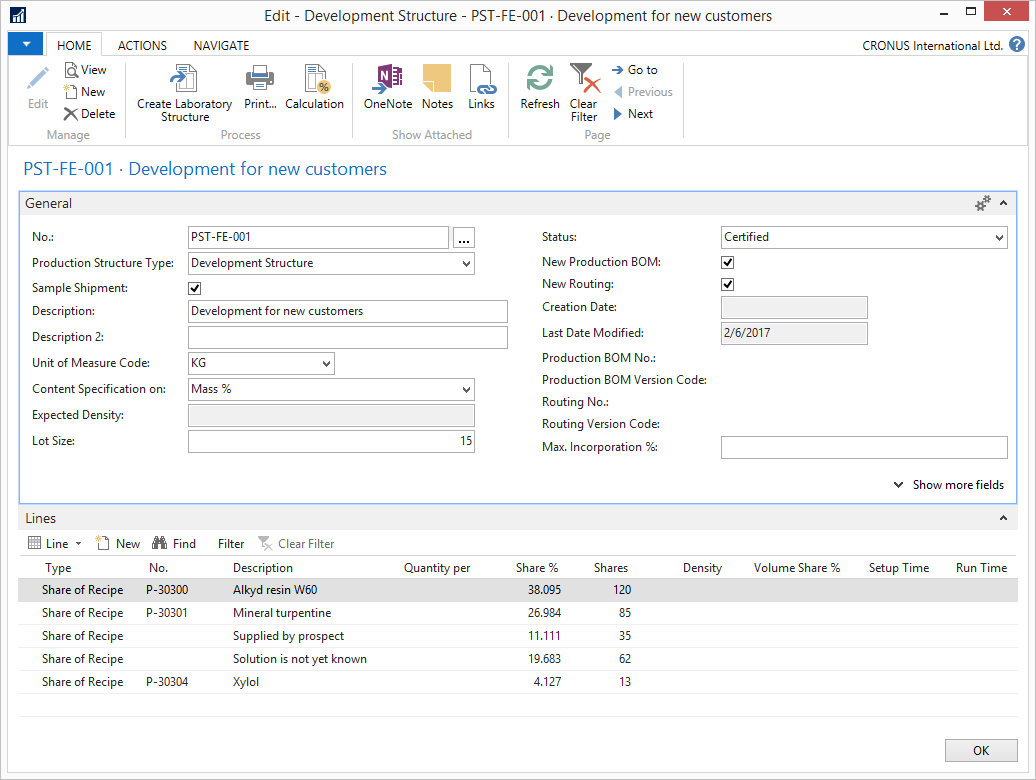 Edit - Development Structure - PST-FE-001 · Development for new customers
HOME ACTIONS NAVIGATE CRONUS International Ltd. ?
Edit
View
New
Delete
Manage
Create Laboratory Structure
Print...
Calculation
Process
OneNote
Notes
Links
Show Attached
Refresh
Clear Filter
Go to
Previous
Next
Page
PST-FE-001 · Development for new customers
General
No.: PST-FE-001 ...
Production Structure Type: Development Structure
Sample Shipment:
Description: Development for new customers
Description 2:
Unit of Measure Code: KG
Content Specification on: Mass %
Expected Density:
Lot Size: 15
Status: Certified
New Production BOM:
New Routing:
Creation Date:
Last Date Modified: 2/6/2017
Production BOM No.:
Production BOM Version Code:
Routing No.:
Routing Version Code:
Max. Incorporation %:
Show more fields
Lines
Line New Find Filter Clear Filter
Type No. Description Quantity per Share % Shares Density Volume Share % Setup Time Run Time
Share of Recipe P-30300 Alkyd resin W60 38.095 120
Share of Recipe P-30301 Mineral turpentine 26.984 85
Share of Recipe Supplied by prospect 11.111 35
Share of Recipe Solution is not yet known 19.683 62
Share of Recipe P-30304 Xylol 4.127 13
OK